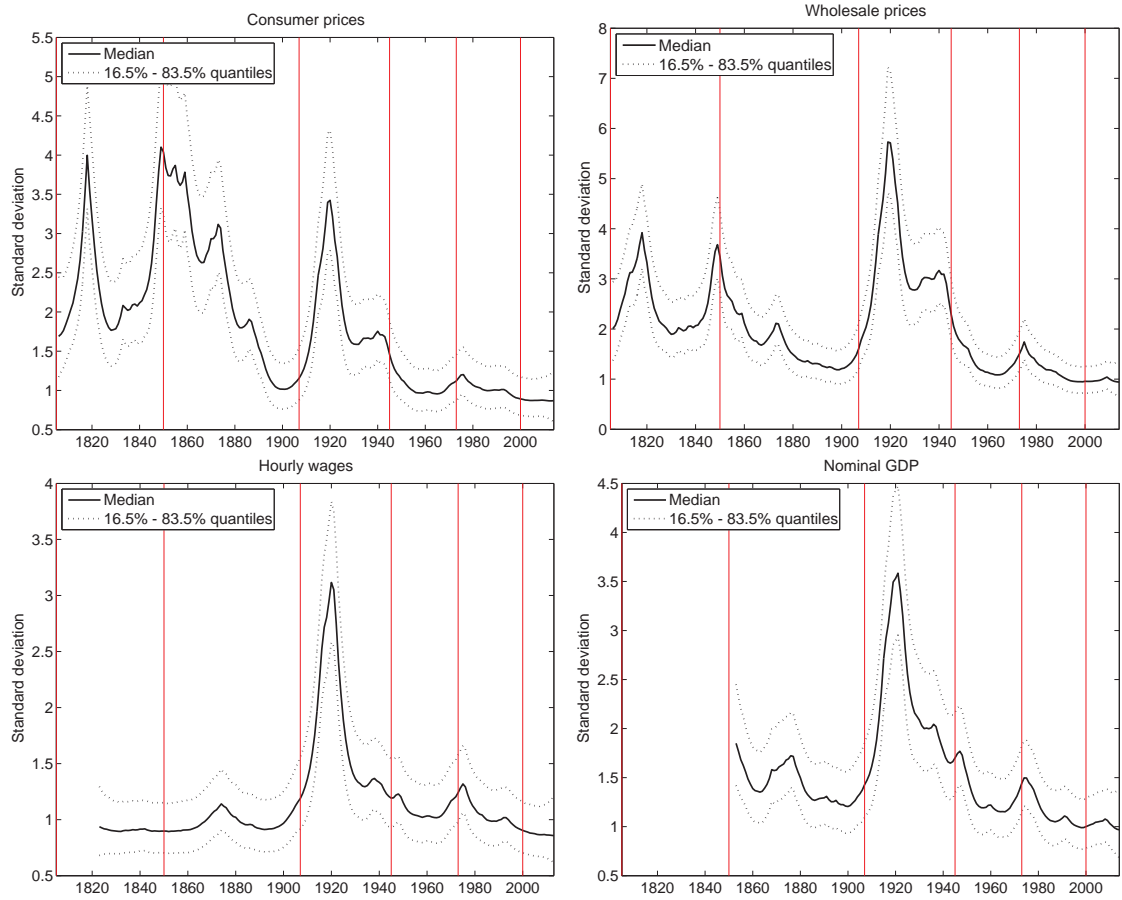 Consumer prices
Median
16.5% - 83.5% quantiles
Standard deviation
5.5
5
4.5
4
3.5
3
2.5
2
1.5
1
0.5
1820 1840 1860 1880 1900 1920 1940 1960 1980 2000
Wholesale prices
Median
16.5% - 83.5% quantiles
Standard deviation
8
7
6
5
4
3
2
1
0
1820 1840 1860 1880 1900 1920 1940 1960 1980 2000
Hourly wages
Median
16.5% - 83.5% quantiles
Standard deviation
4
3.5
3
2.5
2
1.5
1
0.5
1820 1840 1860 1880 1900 1920 1940 1960 1980 2000
Nominal GDP
Median
16.5% - 83.5% quantiles
Standard deviation
4.5
4
3.5
3
2.5
2
1.5
1
0.5
1820 1840 1860 1880 1900 1920 1940 1960 1980 2000